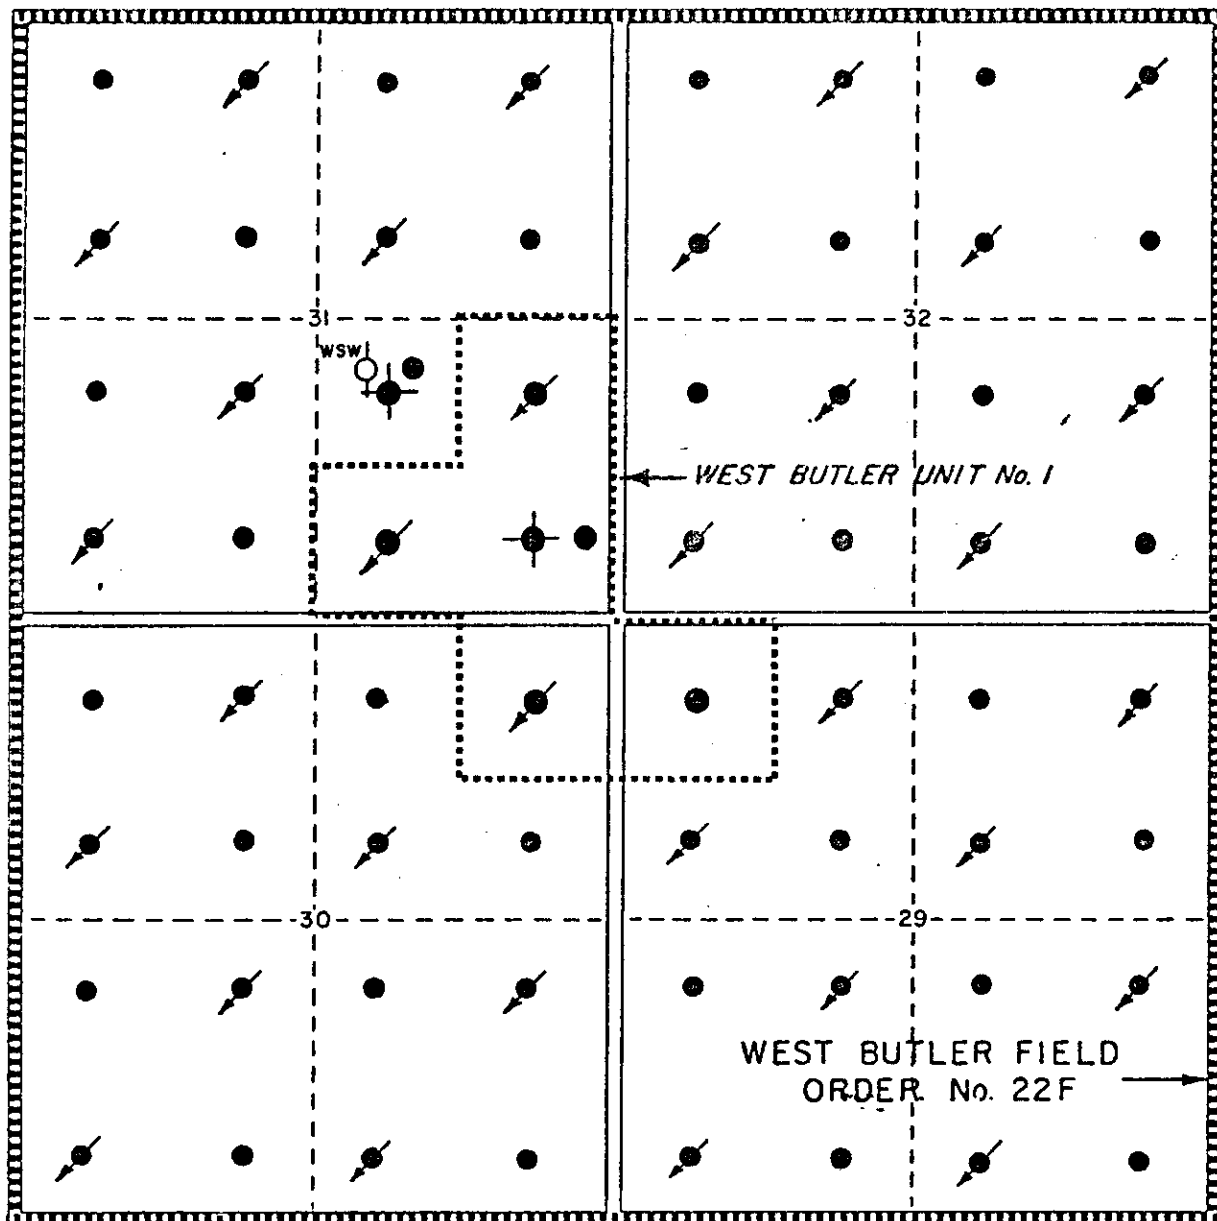 31
32
WSW
WEST BUTLER UNIT No. 1
30
29
WEST BUTLER FIELD
ORDER No. 22F